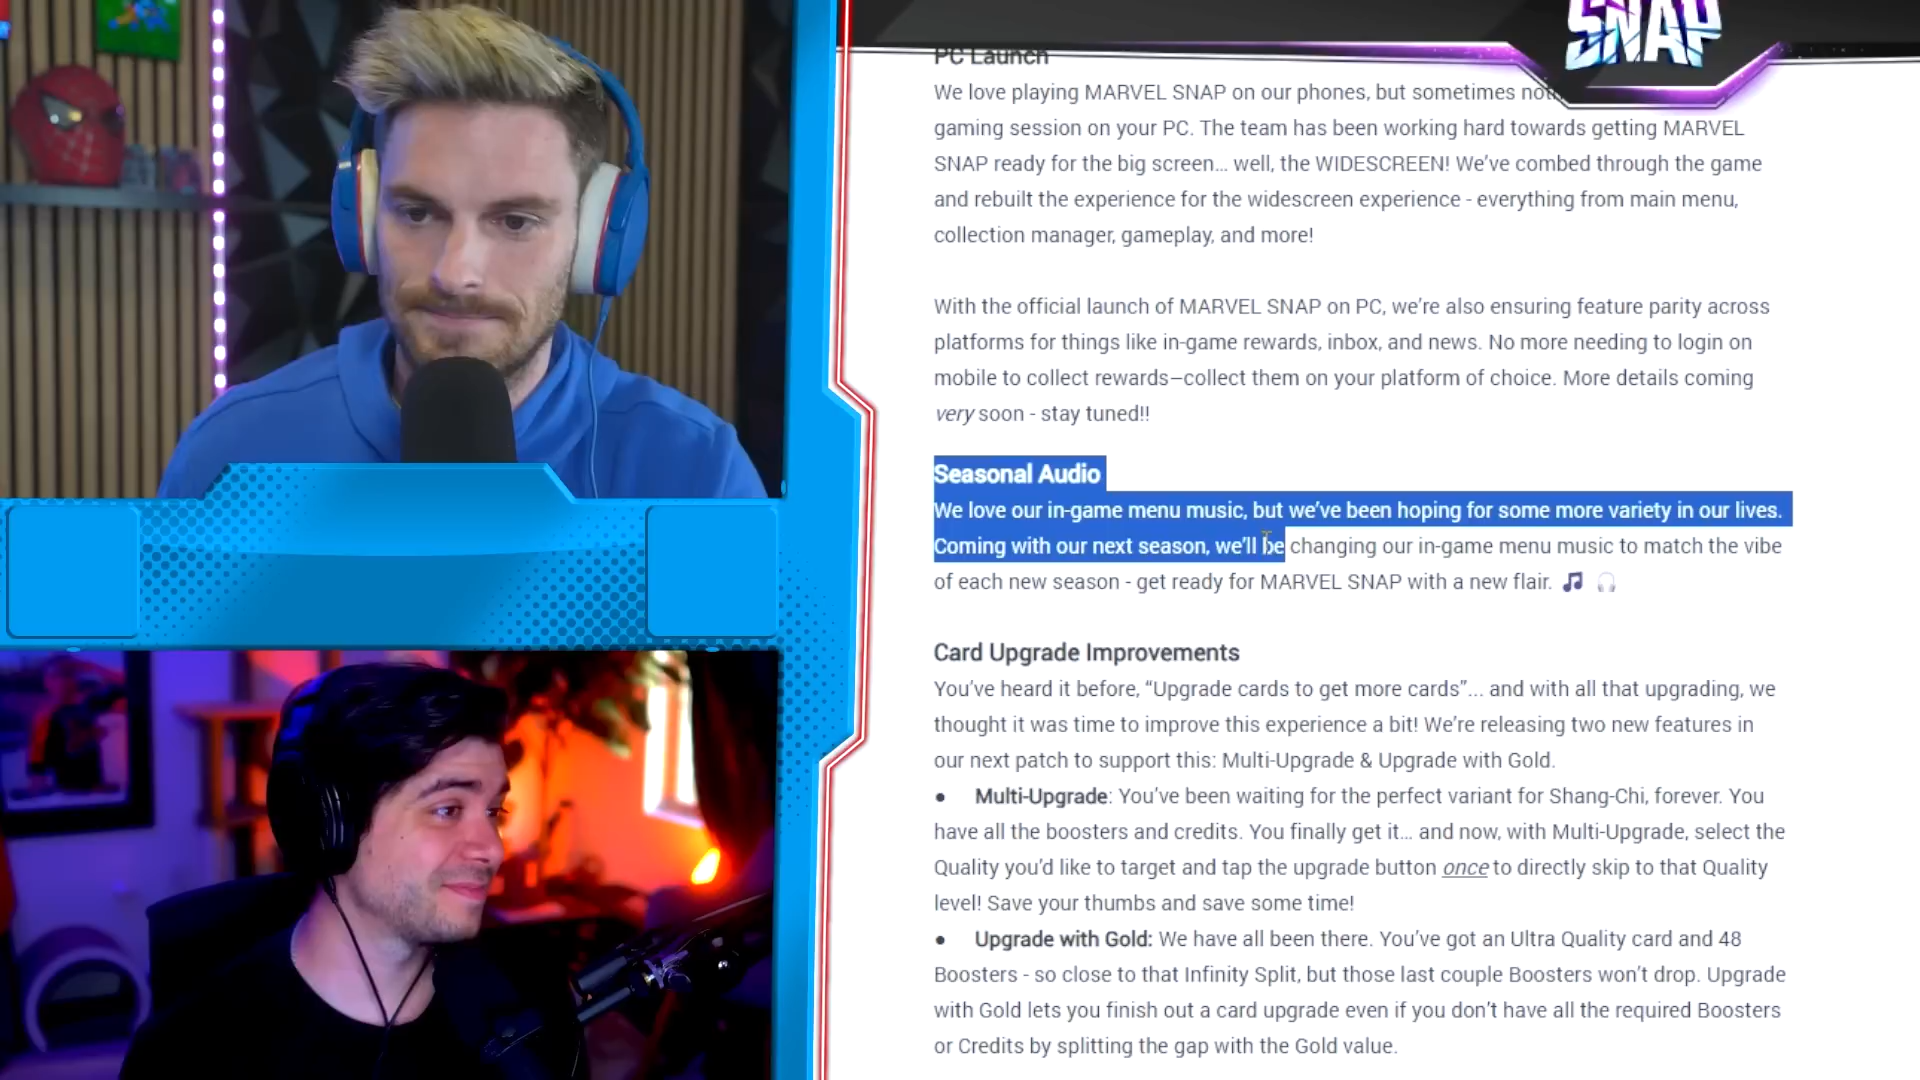 SNAP
PC Launch
We love playing MARVEL SNAP on our phones, but sometimes
gaming session on your PC. The team has been working hard towards getting MARVEL
SNAP ready for the big screen… well, the WIDESCREEN! We’ve combed through the game
and rebuilt the experience for the widescreen experience - everything from main menu,
collection manager, gameplay, and more!
With the official launch of MARVEL SNAP on PC, we’re also ensuring feature parity across
platforms for things like in-game rewards, inbox, and news. No more needing to login on
mobile to collect rewards–collect them on your platform of choice. More details coming
very soon - stay tuned!!
Seasonal Audio
We love our in-game menu music, but we’ve been hoping for some more variety in our lives.
Coming with our next season, we’ll be changing our in-game menu music to match the vibe
of each new season - get ready for MARVEL SNAP with a new flair. 🎵 🎧
Card Upgrade Improvements
You’ve heard it before, “Upgrade cards to get more cards”... and with all that upgrading, we
thought it was time to improve this experience a bit! We’re releasing two new features in
our next patch to support this: Multi-Upgrade & Upgrade with Gold.
● Multi-Upgrade: You’ve been waiting for the perfect variant for Shang-Chi, forever. You
have all the boosters and credits. You finally get it… and now, with Multi-Upgrade, select the
Quality you’d like to target and tap the upgrade button once to directly skip to that Quality
level! Save your thumbs and save some time!
● Upgrade with Gold: We have all been there. You’ve got an Ultra Quality card and 48
Boosters - so close to that Infinity Split, but those last couple Boosters won’t drop. Upgrade
with Gold lets you finish out a card upgrade even if you don’t have all the required Boosters
or Credits by splitting the gap with the Gold value.